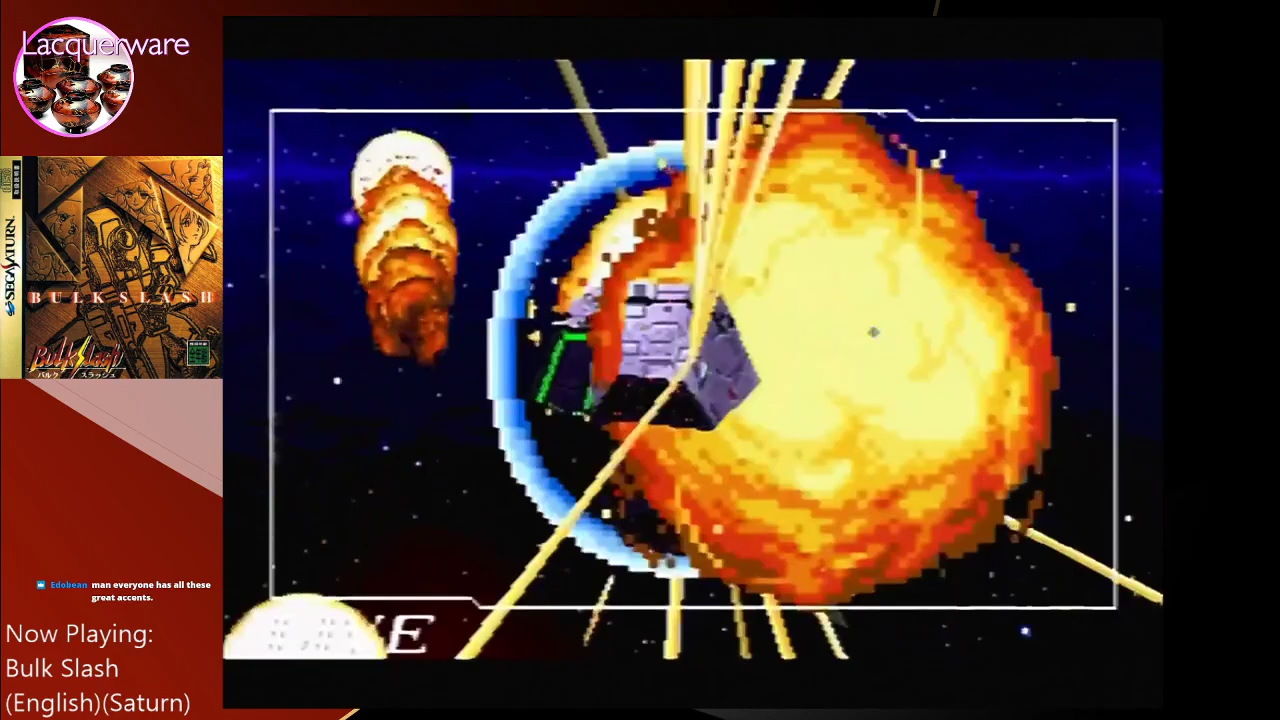 Lacquerware
SEGA SATURN
BULK SLASH
Bulk Slash
バルク スラッシュ
Edobean man everyone has all these
great accents.
Now Playing:
Bulk Slash
(English)(Saturn)
E